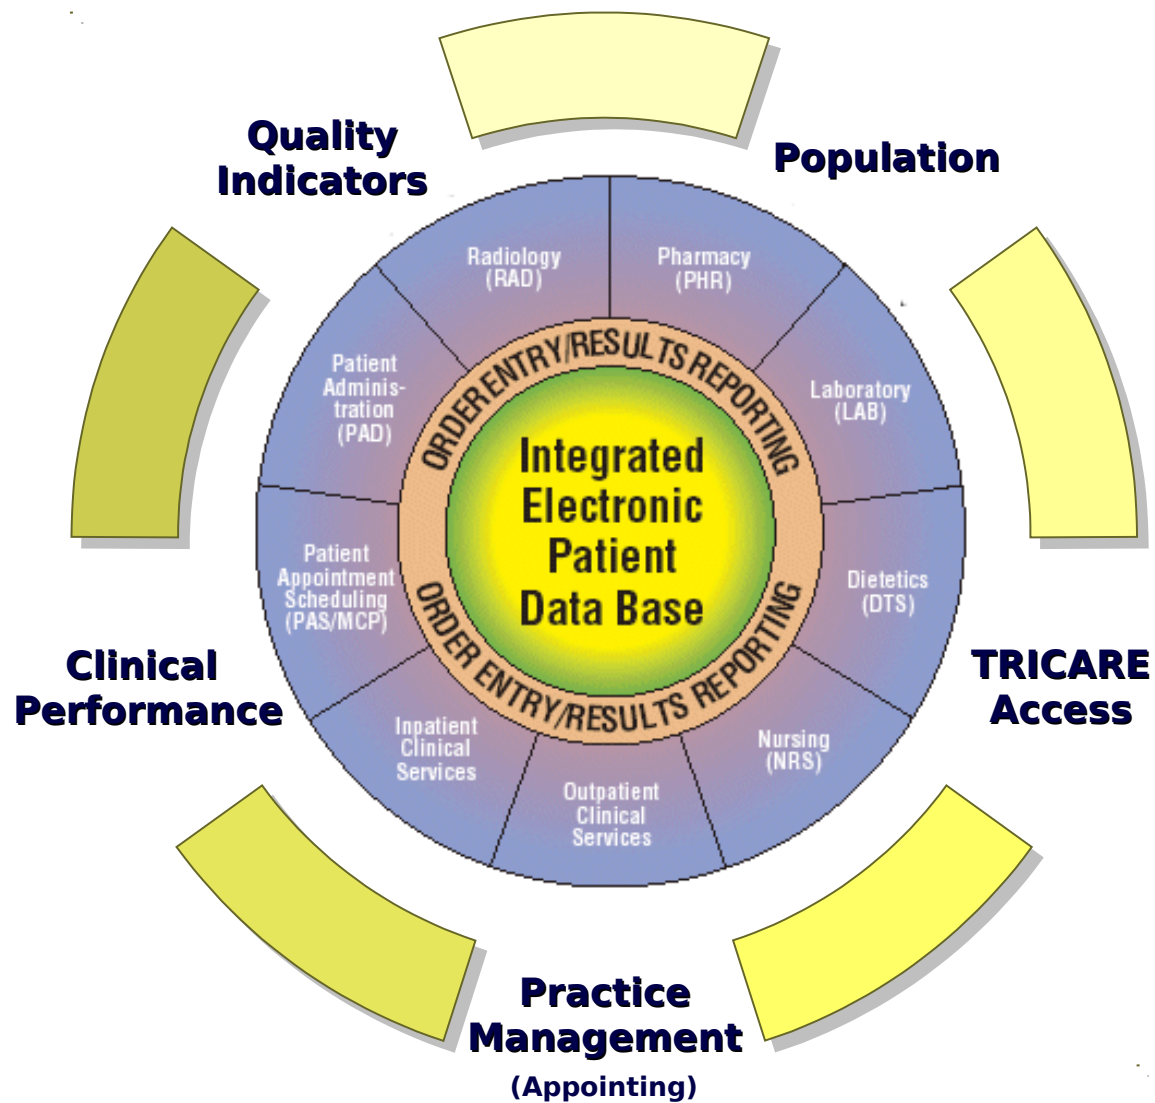 Quality
Indicators
Population
Radiology
(RAD)
Pharmacy
(PHR)
Patient
Adminis-
tration
(PAD)
ORDER ENTRY/RESULTS REPORTING
Laboratory
(LAB)
Integrated
Electronic
Patient
Data Base
Patient
Appointment
Scheduling
(PAS/MCP)
Dietetics
(DTS)
ORDER ENTRY/RESULTS REPORTING
Clinical
Performance
TRICARE
Access
Inpatient
Clinical
Services
Nursing
(NRS)
Outpatient
Clinical
Services
Practice
Management
(Appointing)